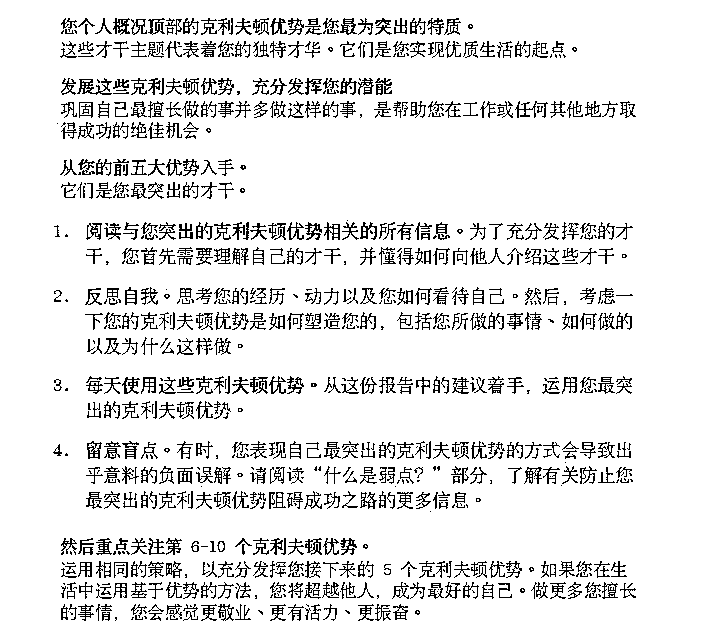 您个人概况顶部的克利夫顿优势是您最为突出的特质。
这些才干主题代表着您的独特才华。它们是您实现优质生活的起点。
发展这些克利夫顿优势，充分发挥您的潜能
巩固自己最擅长做的事并多做这样的事，是帮助您在工作或任何其他地方取
得成功的绝佳机会。
从您的前五大优势入手。
它们是您最突出的才干。
1. 阅读与您突出的克利夫顿优势相关的所有信息。为了充分发挥您的才
干，您首先需要理解自己的才干，并懂得如何向他人介绍这些才干。
2. 反思自我。思考您的经历、动力以及您如何看待自己。然后，考虑一
下您的克利夫顿优势是如何塑造您的，包括您所做的事情、如何做的
以及为什么这样做。
3. 每天使用这些克利夫顿优势。从这份报告中的建议着手，运用您最突
出的克利夫顿优势。
4. 留意盲点。有时，您表现自己最突出的克利夫顿优势的方式会导致出
乎意料的负面误解。请阅读“什么是弱点？”部分，了解有关防止您
最突出的克利夫顿优势阻碍成功之路的更多信息。
然后重点关注第 6-10 个克利夫顿优势。
运用相同的策略，以充分发挥您接下来的 5 个克利夫顿优势。如果您在生
活中运用基于优势的方法，您将超越他人，成为最好的自己。做更多您擅长
的事情，您会感觉更敬业、更有活力、更振奋。